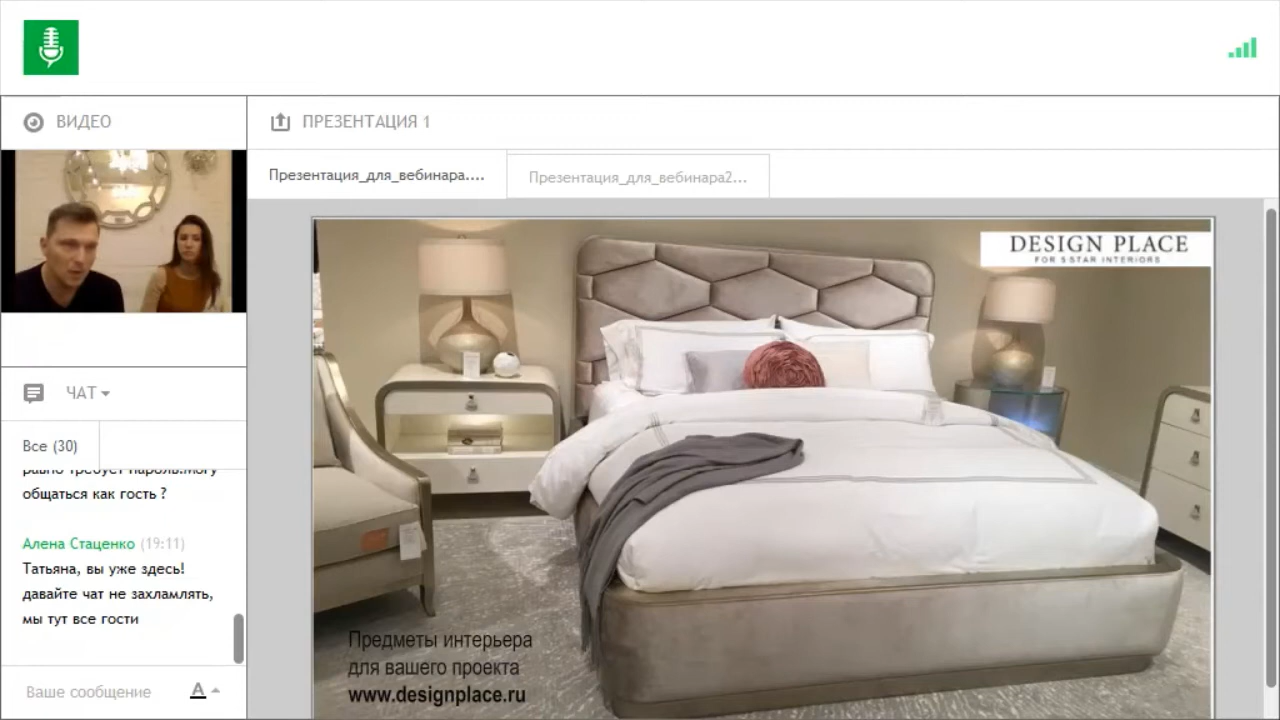 ВИДЕО
ПРЕЗЕНТАЦИЯ 1
Презентация_для_вебинара....
Презентация_для_вебинара2...
DESIGN PLACE
FOR 5 STAR INTERIORS
ЧАТ
Все (30)
равно требует пароль.могу
общаться как гость ?
Алена Стаценко (19:11)
Татьяна, вы уже здесь!
давайте чат не захламлять,
мы тут все гости
Ваше сообщение
A
Предметы интерьера
для вашего проекта
www.designplace.ru